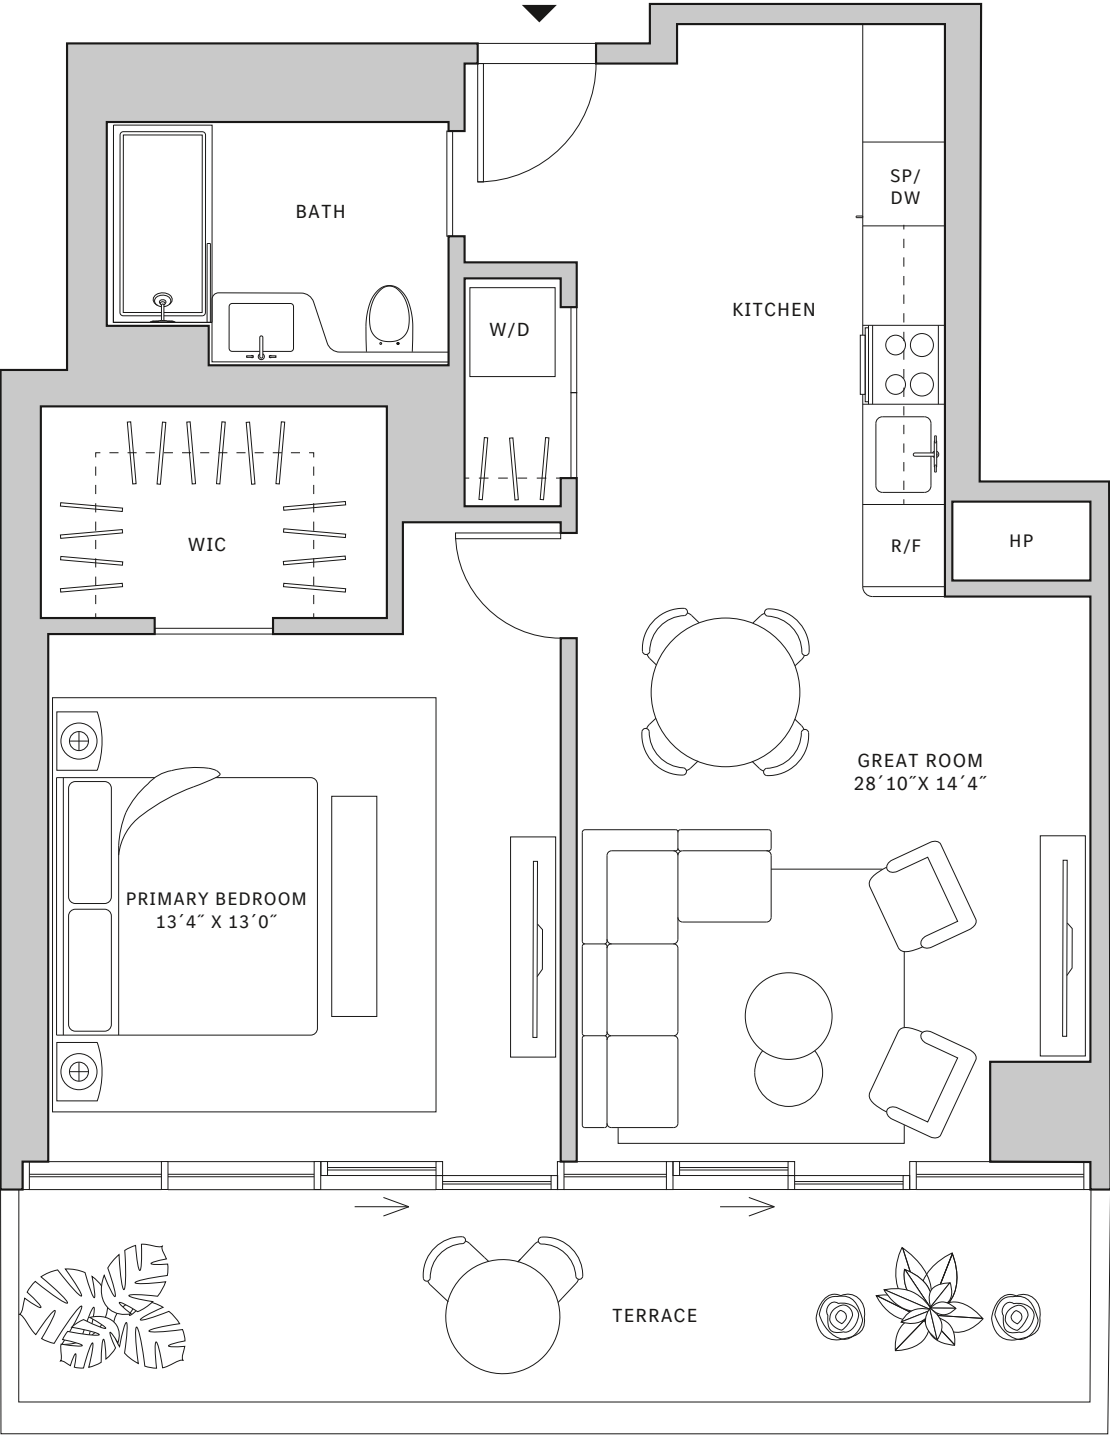 SP/
DW
BATH
KITCHEN
W/D
WIC
R/F
HP
GREAT ROOM
28´10˝X 14´4˝
PRIMARY BEDROOM
13´4˝ X 13´0˝
TERRACE